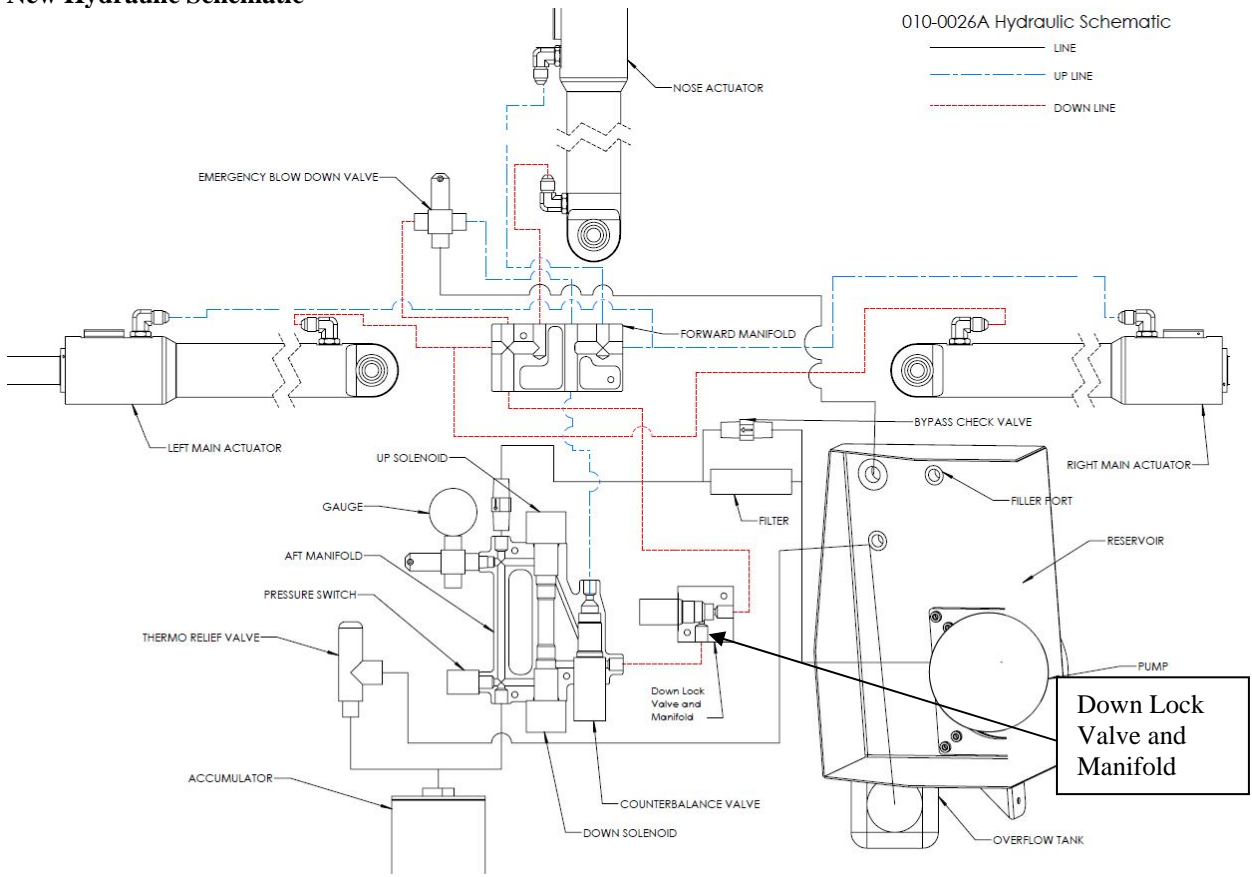 New Hydraulic Schematic
010-0026A Hydraulic Schematic
LINE
UP LINE
DOWN LINE
NOSE ACTUATOR
EMERGENCY BLOW DOWN VALVE
FORWARD MANIFOLD
BYPASS CHECK VALVE
LEFT MAIN ACTUATOR
UP SOLENOID
RIGHT MAIN ACTUATOR
GAUGE
FILLER PORT
FILTER
RESERVOIR
AFT MANIFOLD
PRESSURE SWITCH
THERMO RELIEF VALVE
PUMP
Down Lock
Valve and
Manifold
Down Lock
Valve and
Manifold
ACCUMULATOR
COUNTERBALANCE VALVE
DOWN SOLENOID
OVERFLOW TANK